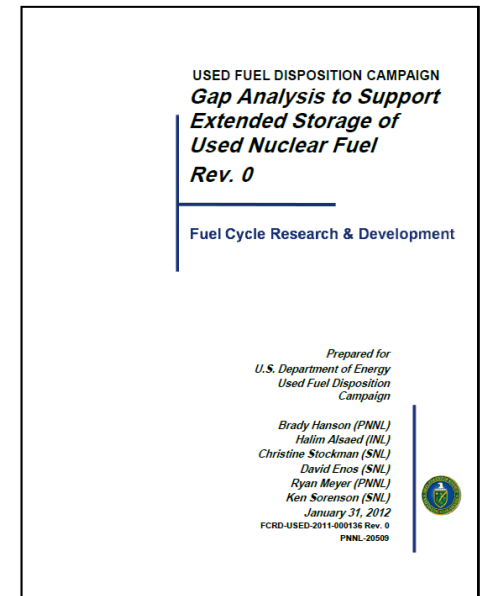 USED FUEL DISPOSITION CAMPAIGN
Gap Analysis to Support
Extended Storage of
Used Nuclear Fuel
Rev. 0
Fuel Cycle Research & Development
Prepared for
U.S. Department of Energy
Used Fuel Disposition
Campaign
Brady Hanson (PNNL)
Halim Alsaed (INL)
Christine Stockman (SNL)
David Enos (SNL)
Ryan Meyer (PNNL)
Ken Sorenson (SNL)
January 31, 2012
FCRD-USED-2011-000136 Rev. 0
PNNL-20509